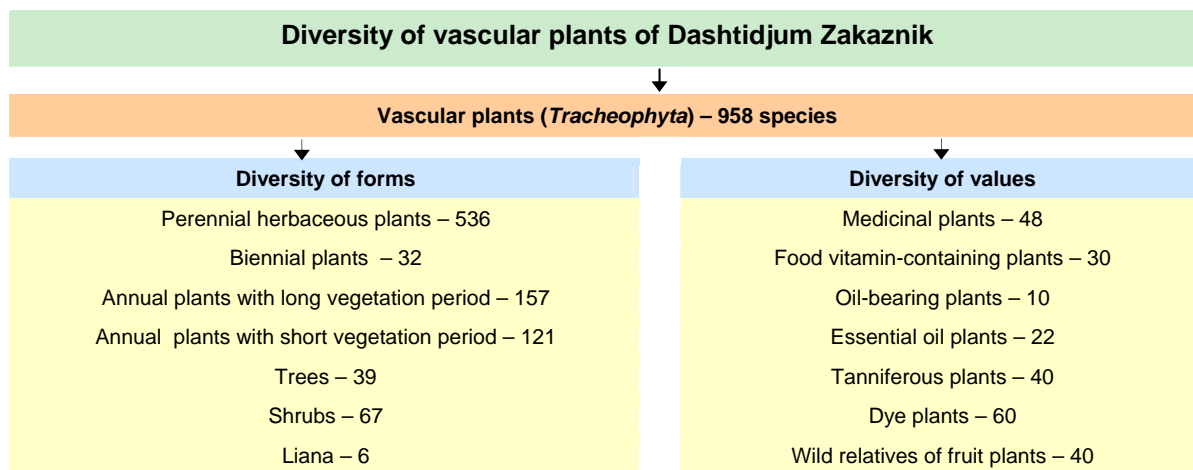 Diversity of vascular plants of Dashtidjum Zakaznik
Vascular plants (Tracheophyta) – 958 species
Diversity of forms
Perennial herbaceous plants – 536
Biennial plants – 32
Annual plants with long vegetation period – 157
Annual plants with short vegetation period – 121
Trees – 39
Shrubs – 67
Liana – 6
Diversity of values
Medicinal plants – 48
Food vitamin-containing plants – 30
Oil-bearing plants – 10
Essential oil plants – 22
Tanniferous plants – 40
Dye plants – 60
Wild relatives of fruit plants – 40